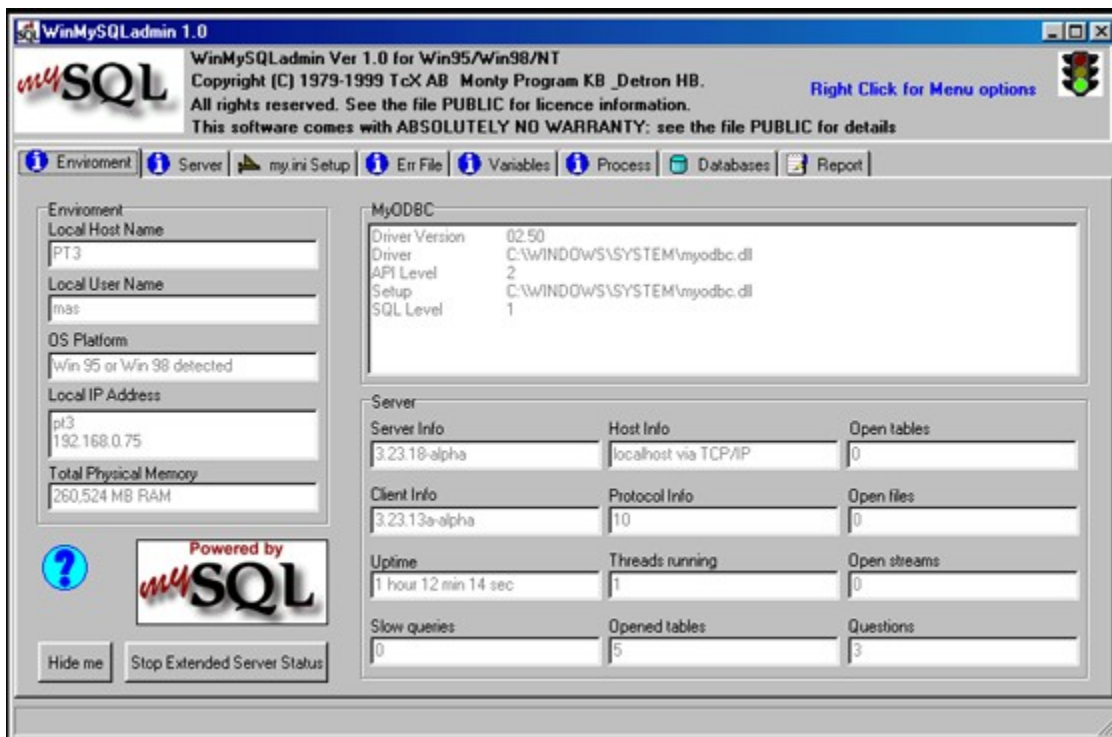 WinMySQLadmin 1.0
mySQL
WinMySQLadmin Ver 1.0 for Win95/Win98/NT
Copyright (C) 1979-1999 TcX AB Monty Program KB _Detron HB.
All rights reserved. See the file PUBLIC for licence information.
This software comes with ABSOLUTELY NO WARRANTY: see the file PUBLIC for details
Right Click for Menu options
Enviroment Server my.ini Setup Err File Variables Process Databases Report
Enviroment
Local Host Name
PT3
Local User Name
mas
OS Platform
Win 95 or Win 98 detected
Local IP Address
pt3
192.168.0.75
Total Physical Memory
260,524 MB RAM
?
Powered by
mySQL
Hide me Stop Extended Server Status
MyODBC
Driver Version 02.50
Driver C:\WINDOWS\SYSTEM\myodbc.dll
API Level 2
Setup C:\WINDOWS\SYSTEM\myodbc.dll
SQL Level 1
Server
Server Info Host Info Open tables
3.23.18-alpha localhost via TCP/IP 0
Client Info Protocol Info Open files
3.23.13a-alpha 10 0
Uptime Threads running Open streams
1 hour 12 min 14 sec 1 0
Slow queries Opened tables Questions
0 5 3